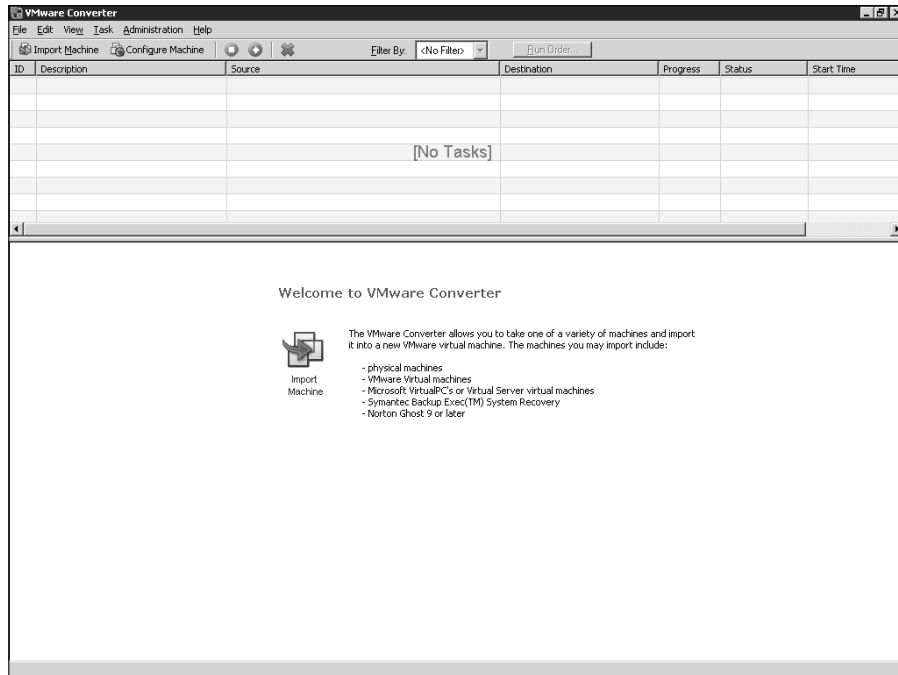 VMware Converter
File Edit View Task Administration Help
Import Machine Configure Machine Filter By: <No Filter> Run Order...
ID Description Source Destination Progress Status Start Time
[No Tasks]
Welcome to VMware Converter
The VMware Converter allows you to take one of a variety of machines and import
it into a new VMware virtual machine. The machines you may import include:
- physical machines
- VMware Virtual machines
- Microsoft VirtualPC's or Virtual Server virtual machines
- Symantec Backup Exec(TM) System Recovery
- Norton Ghost 9 or later
Import
Machine